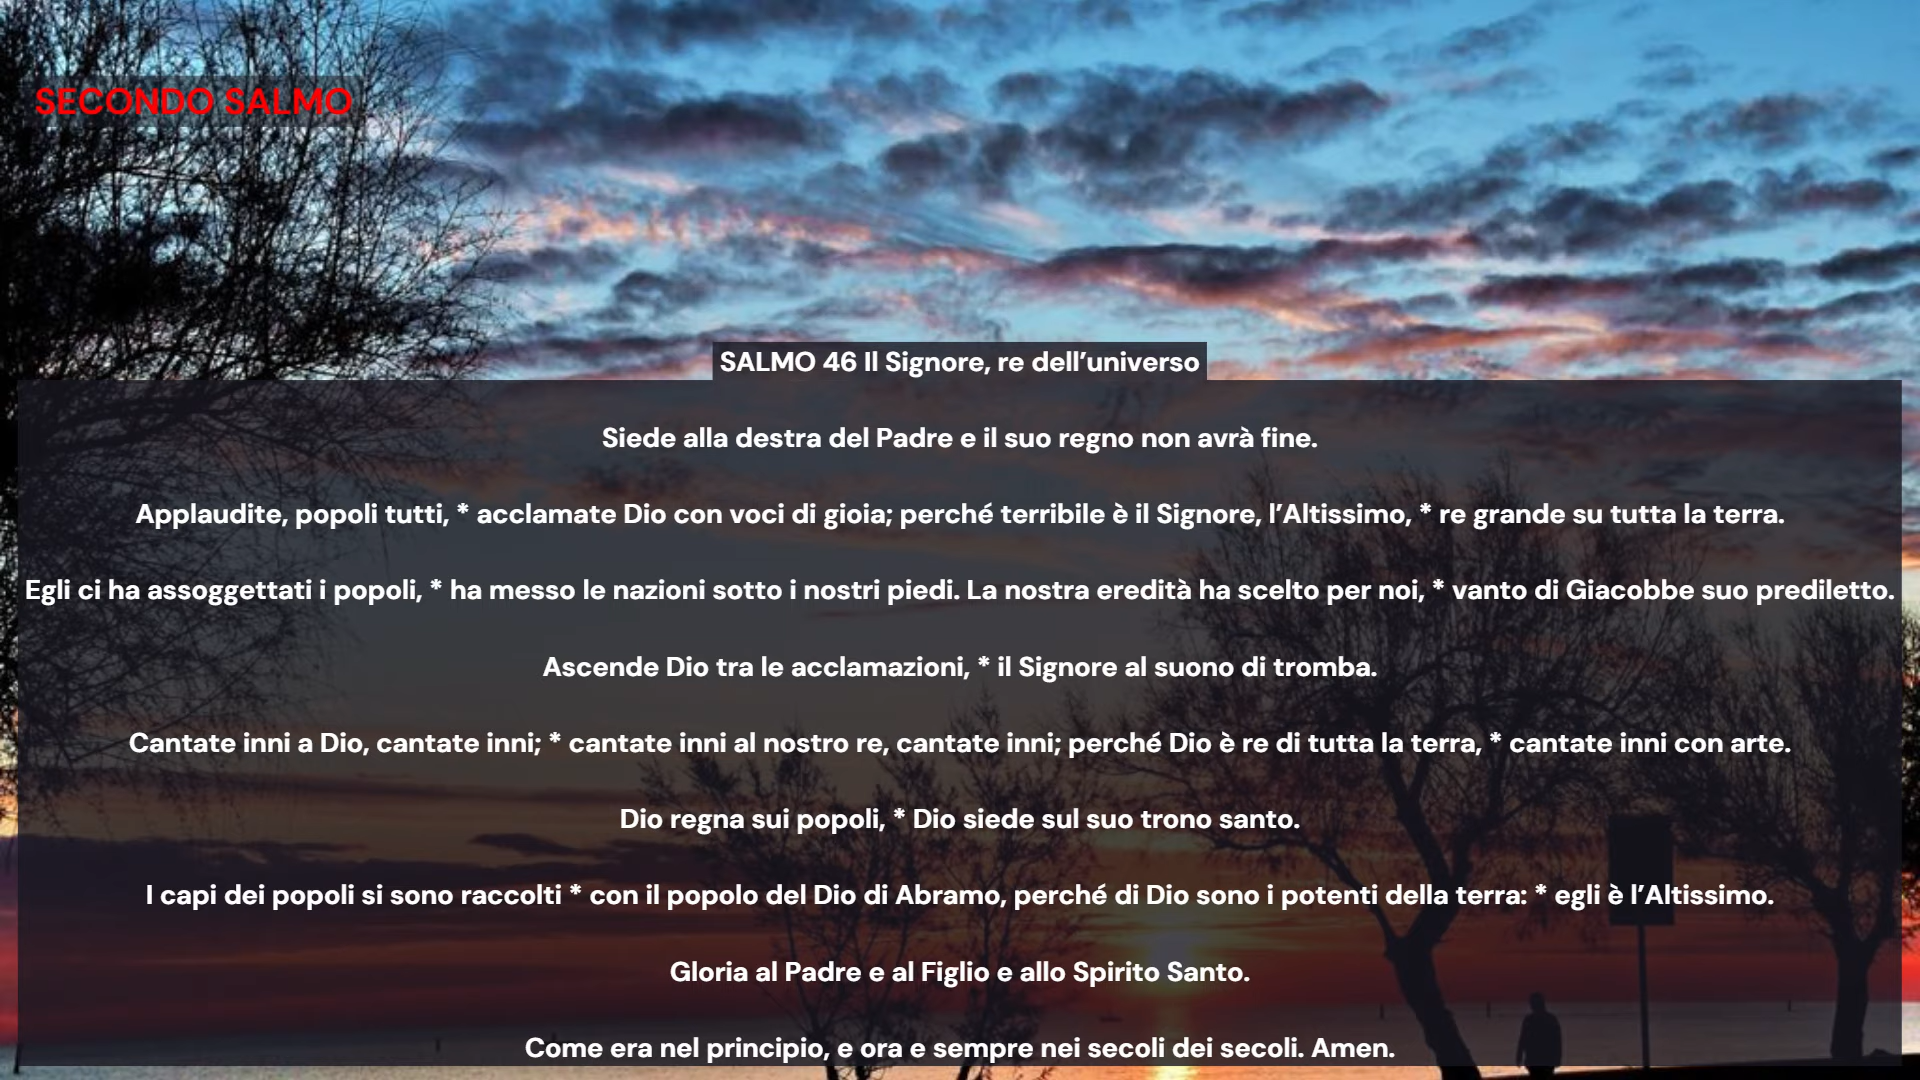 SECONDO SALMO
SALMO 46 Il Signore, re dell’universo
Siede alla destra del Padre e il suo regno non avrà fine.
Applaudite, popoli tutti, * acclamate Dio con voci di gioia; perché terribile è il Signore, l’Altissimo, * re grande su tutta la terra.
Egli ci ha assoggettati i popoli, * ha messo le nazioni sotto i nostri piedi. La nostra eredità ha scelto per noi, * vanto di Giacobbe suo prediletto.
Ascende Dio tra le acclamazioni, * il Signore al suono di tromba.
Cantate inni a Dio, cantate inni; * cantate inni al nostro re, cantate inni; perché Dio è re di tutta la terra, * cantate inni con arte.
Dio regna sui popoli, * Dio siede sul suo trono santo.
I capi dei popoli si sono raccolti * con il popolo del Dio di Abramo, perché di Dio sono i potenti della terra: * egli è l’Altissimo.
Gloria al Padre e al Figlio e allo Spirito Santo.
Come era nel principio, e ora e sempre nei secoli dei secoli. Amen.